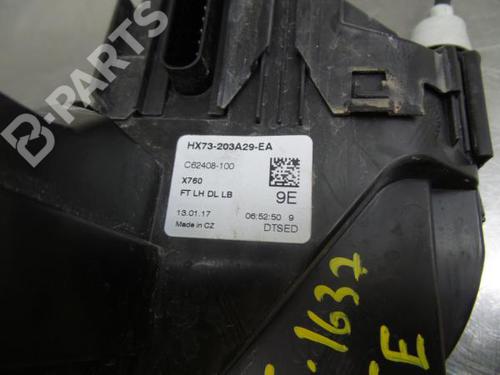 B-PARTS
HX73-203A29-EA
C62408-100
X760
FT LH DL LB
9E
13.01.17 06:52:50 9
Made in CZ DTSED
1637
E